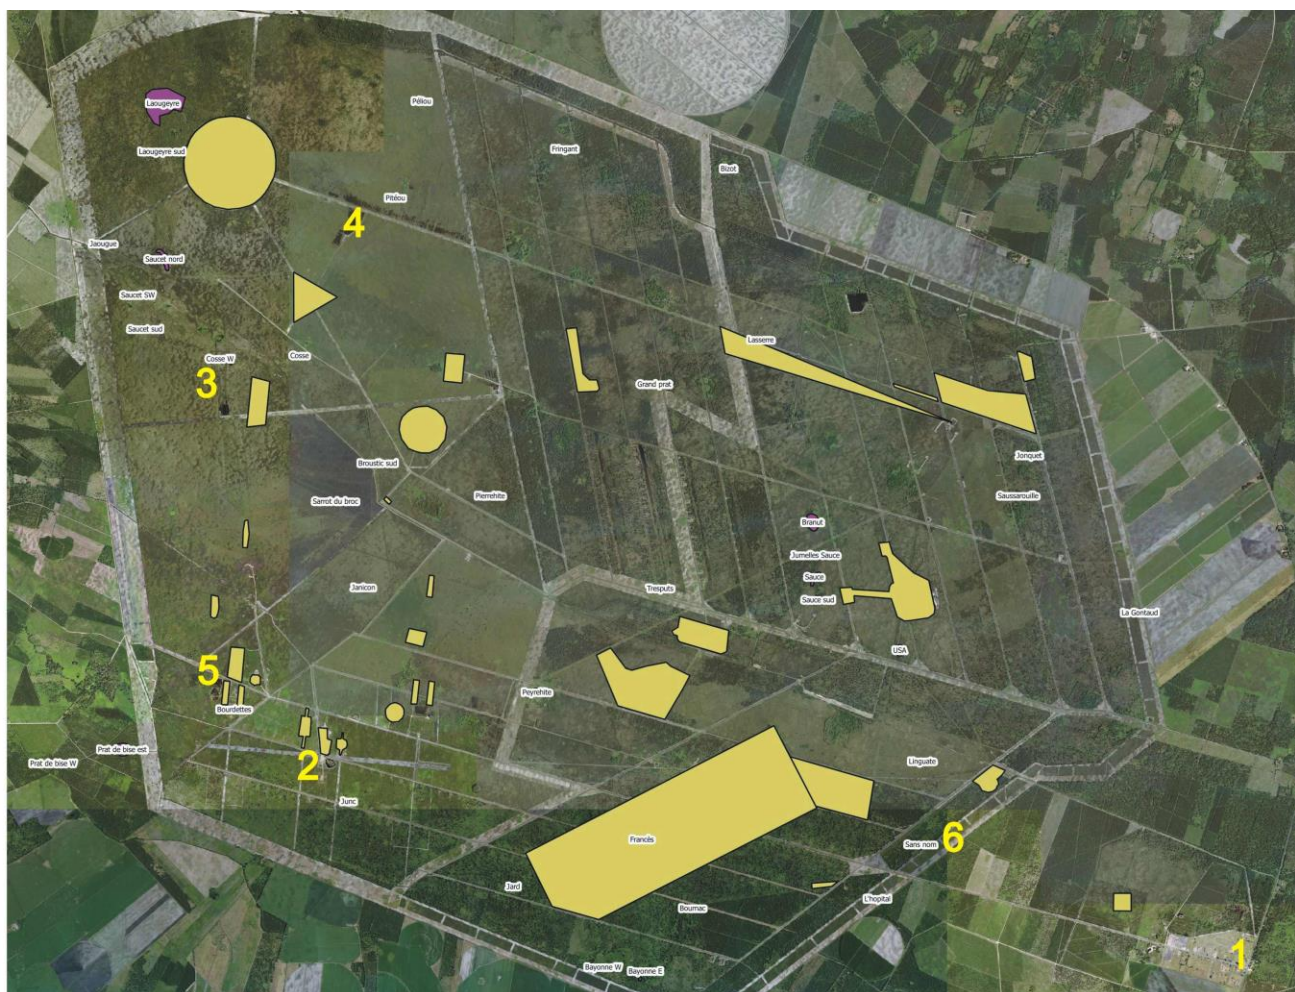 Péliou
Laougeyre
Bizot
Fringant
Laougeyre sud
Pitéou
4
Jaougue
Saucet nord
Saucet SW
Saucet sud
Lasserre
Cosse
Cosse W
3
Grand prat
Jonquet
Broustic sud
Pierrehite
Saussarouille
Sarrot du broc
Branut
Jumelles Sauce
Sauce
Janicon
Tresputs
Sauce sud
La Gontaud
USA
5
Peyrehite
Bourdettes
Prat de bise est
Prat de bise W
2
Linguate
Junc
6
Francès
Sans nom
Jard
L'hopital
Bournac
1
Bayonne W
Bayonne E